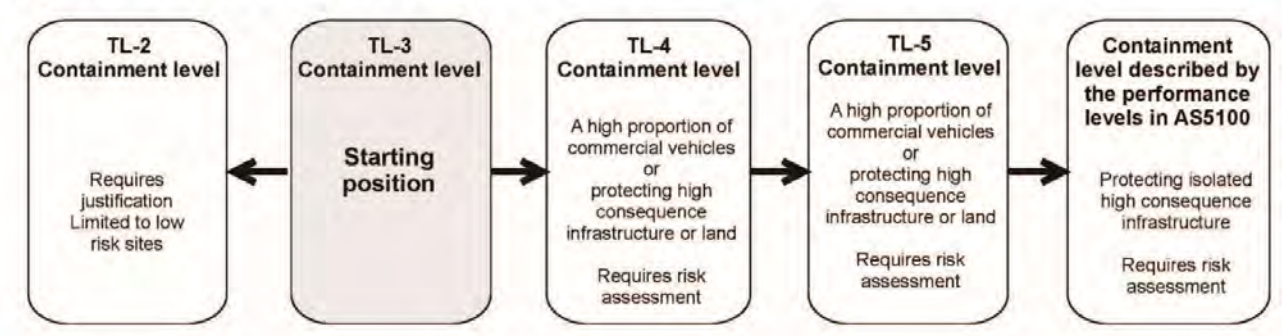 TL-2
Containment level
Requires
justification
Limited to low
risk sites
TL-3
Containment level
Starting
position
TL-4
Containment level
A high proportion of
commercial vehicles
or
protecting high
consequence
infrastructure or land
Requires risk
assessment
TL-5
Containment level
A high proportion of
commercial vehicles
or
protecting high
consequence
infrastructure or land
Requires risk
assessment
Containment
level described by
the performance
levels in AS5100
Protecting isolated
high consequence
infrastructure
Requires risk
assessment